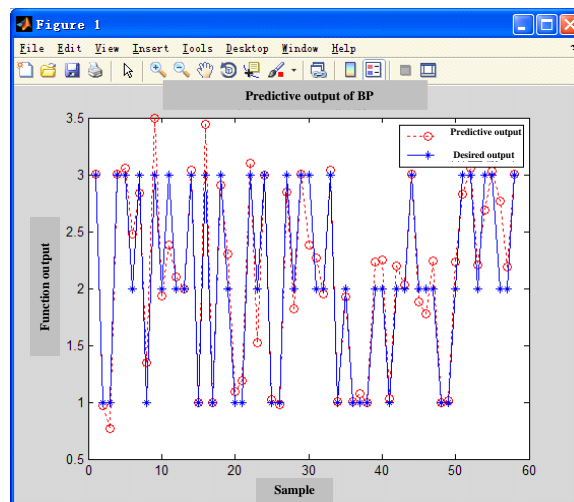 Figure 1
File Edit View Insert Tools Desktop Window Help
Predictive output of BP
Predictive output
Desired output
3.5
3
2.5
2
1.5
1
0.5
Function output
0 10 20 30 40 50 60
Sample